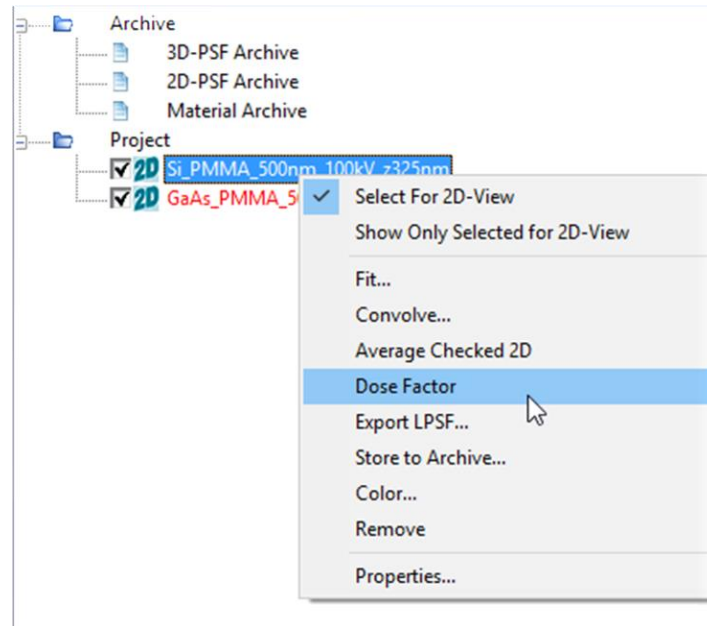 Archive
3D-PSF Archive
2D-PSF Archive
Material Archive
Project
2D Si_PMMA_500nm_100kV_z325nm
2D GaAs_PMMA_5
Select For 2D-View
Show Only Selected for 2D-View
Fit...
Convolve...
Average Checked 2D
Dose Factor
Export LPSF...
Store to Archive...
Color...
Remove
Properties...